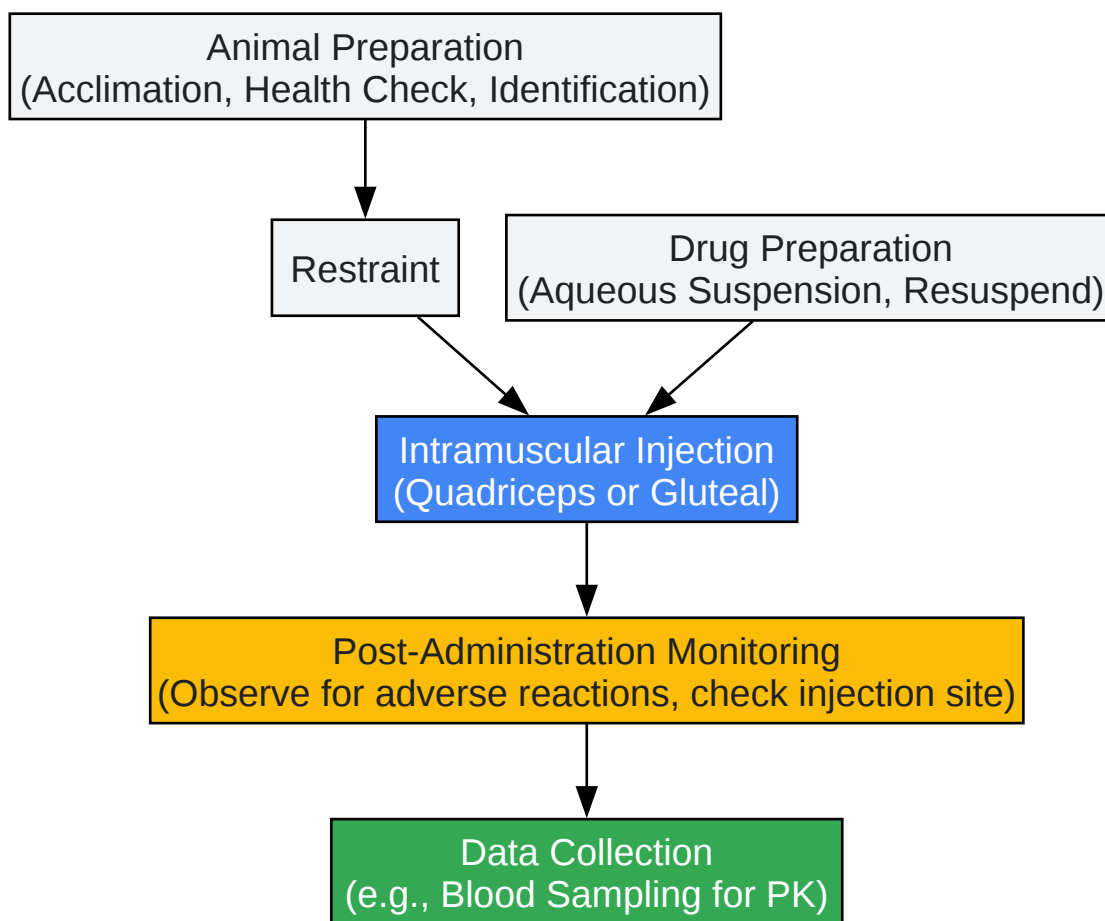 Animal Preparation
(Acclimation, Health Check, Identification)
Restraint
Drug Preparation
(Aqueous Suspension, Resuspend)
Intramuscular Injection
(Quadriceps or Gluteal)
Post-Administration Monitoring
(Observe for adverse reactions, check injection site)
Data Collection
(e.g., Blood Sampling for PK)